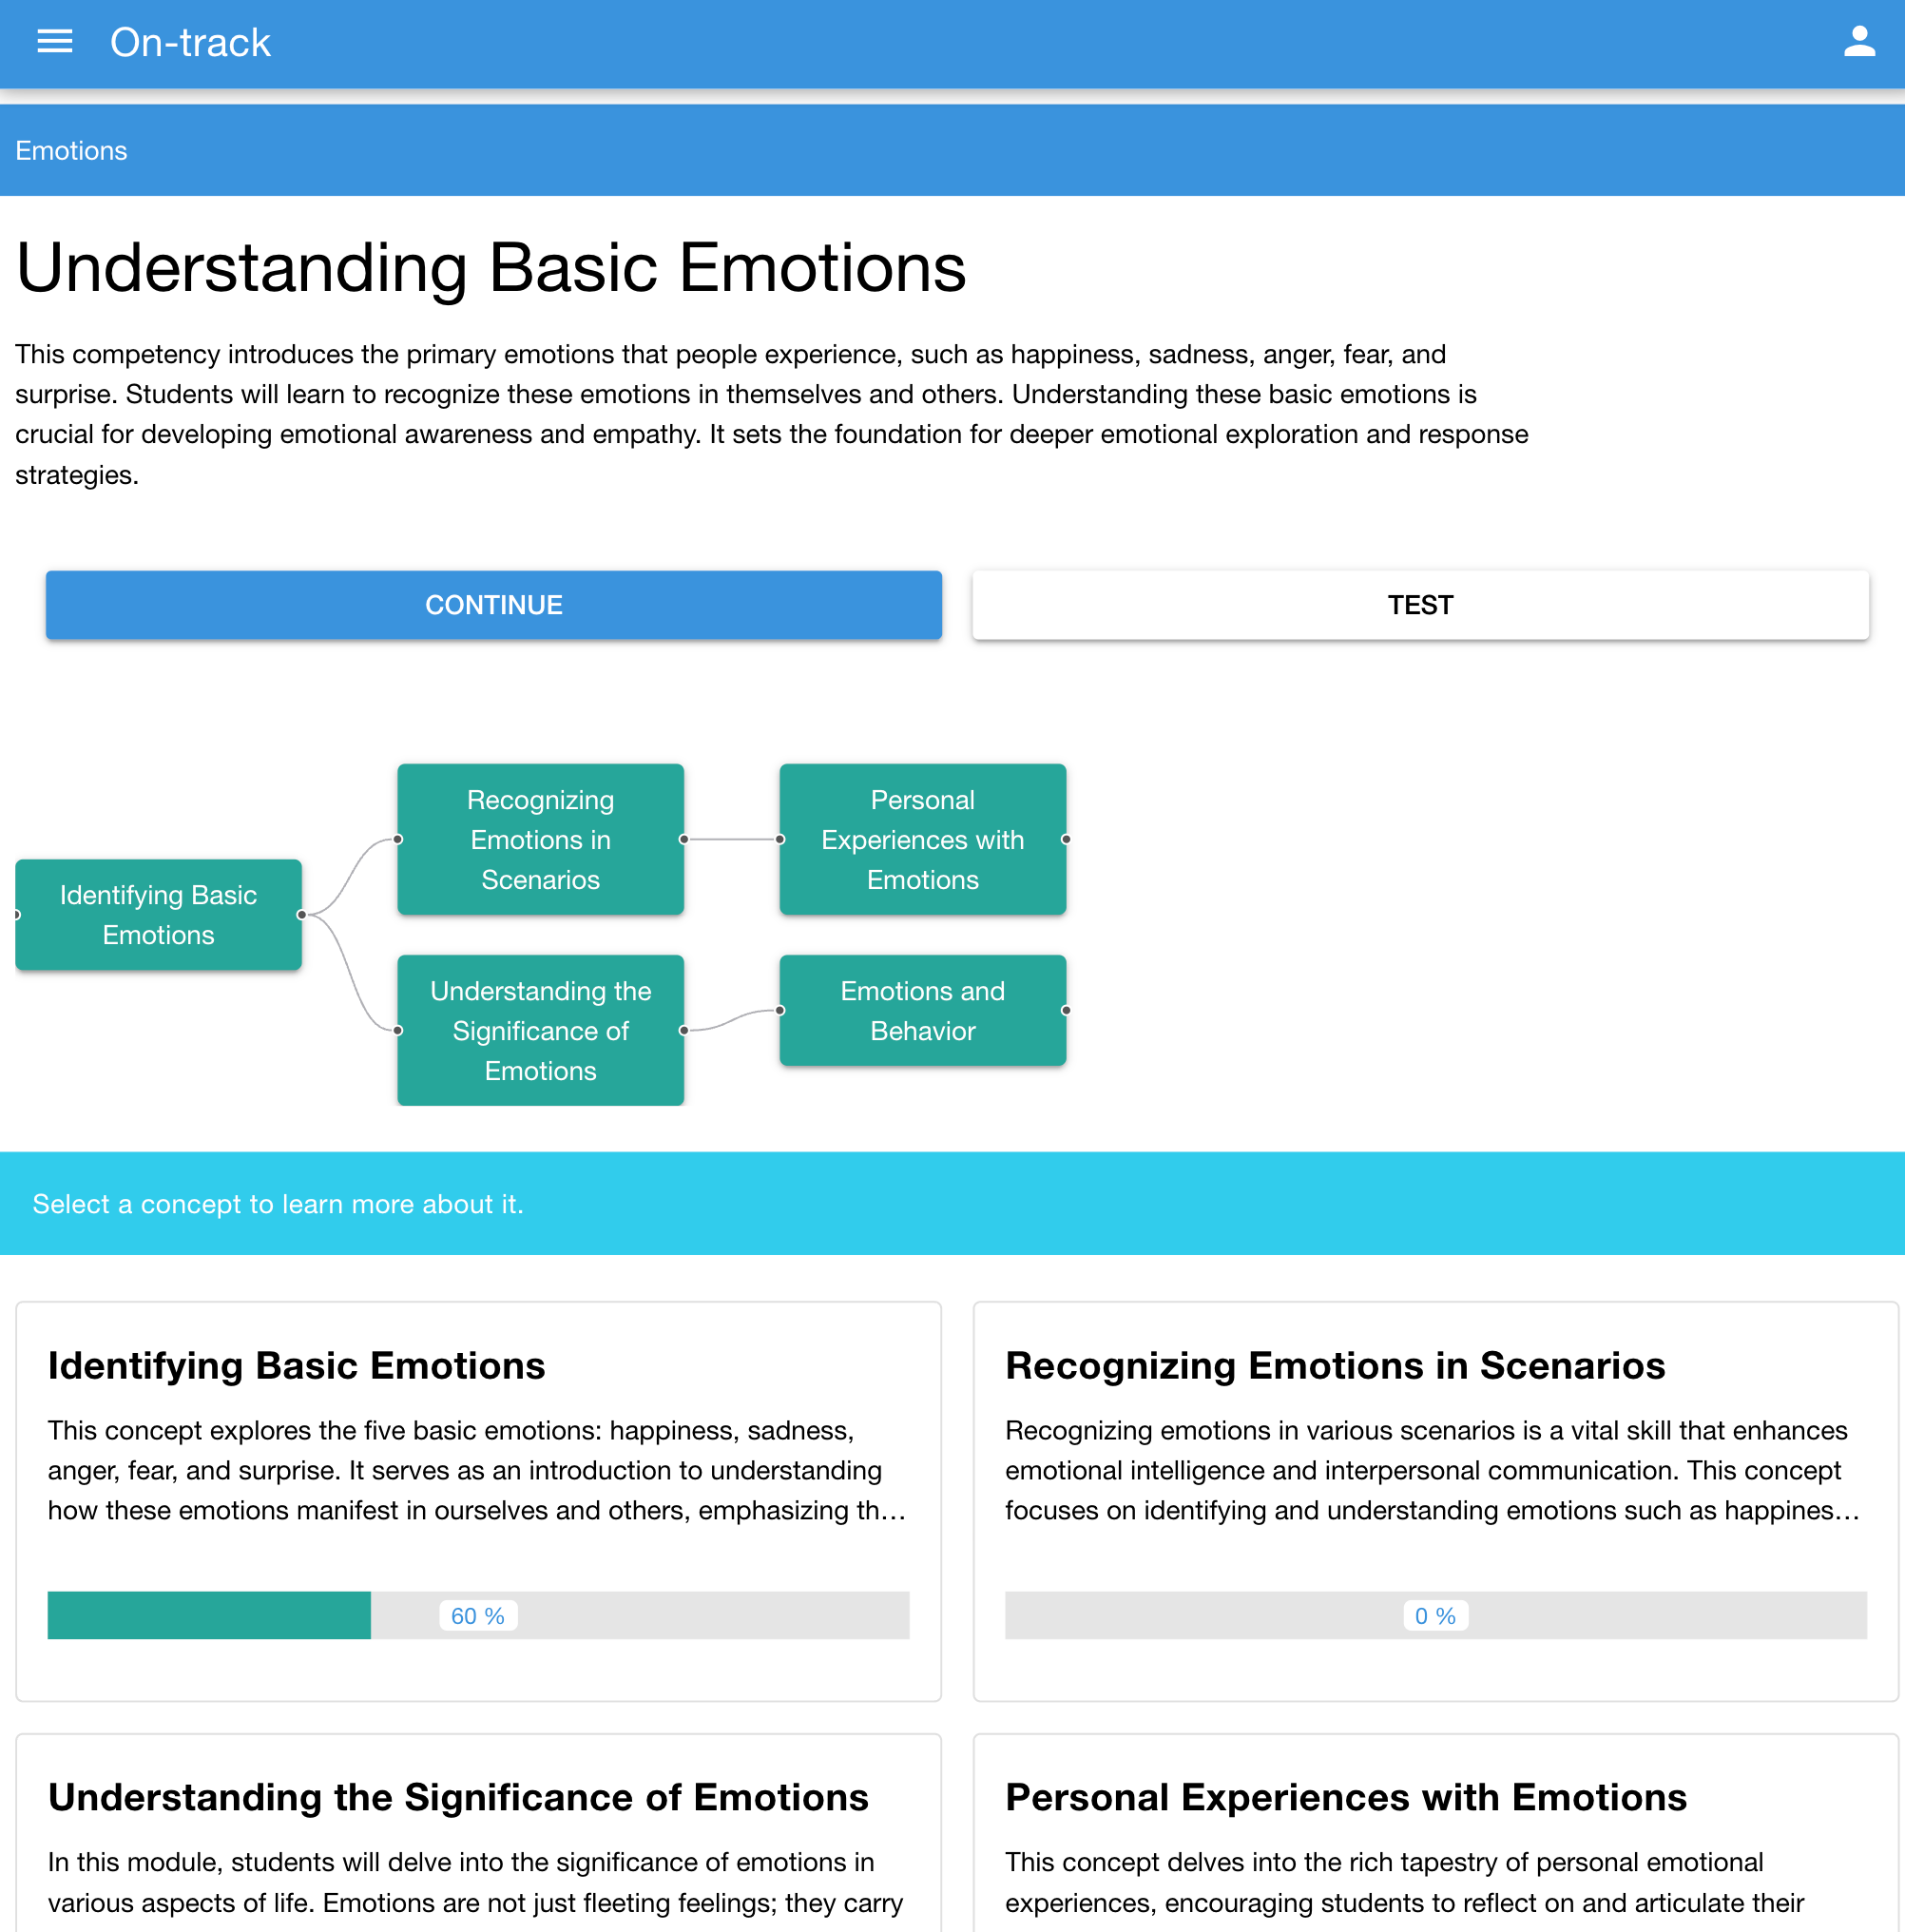 On-track
Emotions
Understanding Basic Emotions
This competency introduces the primary emotions that people experience, such as happiness, sadness, anger, fear, and
surprise. Students will learn to recognize these emotions in themselves and others. Understanding these basic emotions is
crucial for developing emotional awareness and empathy. It sets the foundation for deeper emotional exploration and response
strategies.
CONTINUE
TEST
Identifying Basic
Emotions
Recognizing
Emotions in
Scenarios
Personal
Experiences with
Emotions
Understanding the
Significance of
Emotions
Emotions and
Behavior
Select a concept to learn more about it.
Identifying Basic Emotions
This concept explores the five basic emotions: happiness, sadness,
anger, fear, and surprise. It serves as an introduction to understanding
how these emotions manifest in ourselves and others, emphasizing th...
60 %
Recognizing Emotions in Scenarios
Recognizing emotions in various scenarios is a vital skill that enhances
emotional intelligence and interpersonal communication. This concept
focuses on identifying and understanding emotions such as happines...
0 %
Understanding the Significance of Emotions
In this module, students will delve into the significance of emotions in
various aspects of life. Emotions are not just fleeting feelings; they carry
Personal Experiences with Emotions
This concept delves into the rich tapestry of personal emotional
experiences, encouraging students to reflect on and articulate their